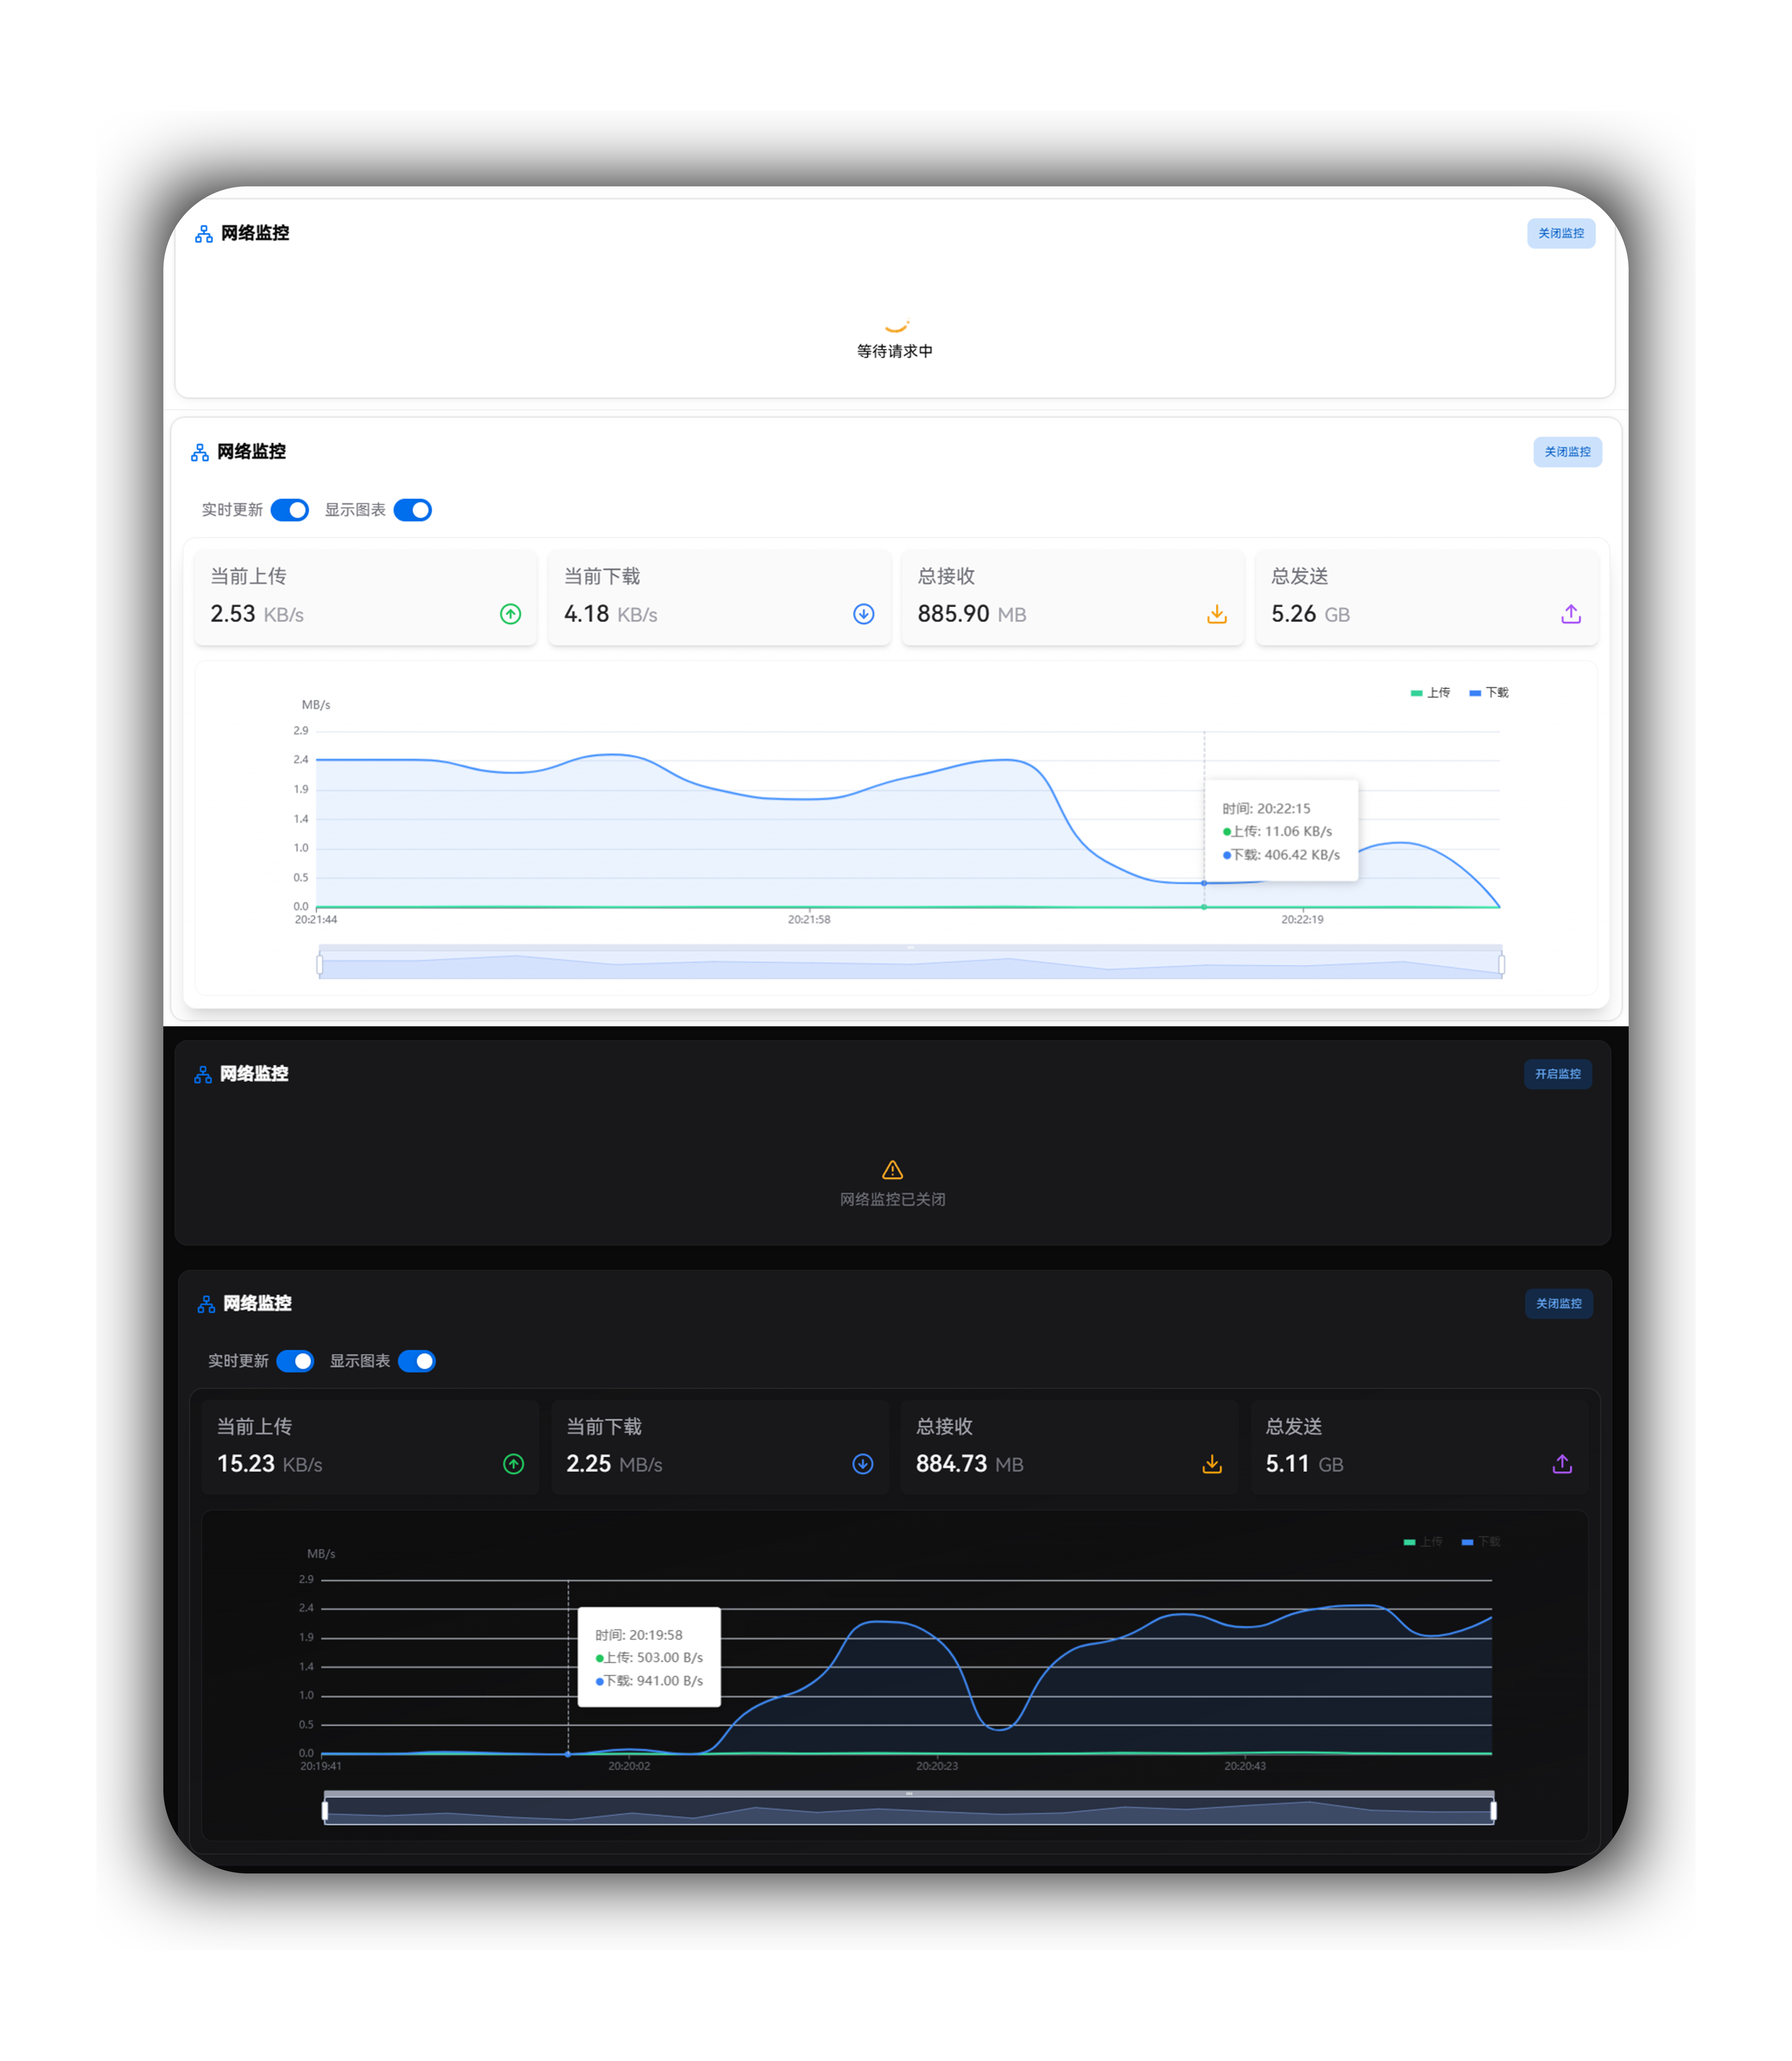 网络监控
关闭监控
等待请求中
网络监控
关闭监控
实时更新 显示图表
当前上传
2.53 KB/s
当前下载
4.18 KB/s
总接收
885.90 MB
总发送
5.26 GB
上传 下载
MB/s
2.9
2.4
1.9
1.4
1.0
0.5
0.0
时间: 20:22:15
上传: 11.06 KB/s
下载: 406.42 KB/s
20:21:44 20:21:58 20:22:19
网络监控
开启监控
网络监控已关闭
网络监控
关闭监控
实时更新 显示图表
当前上传
15.23 KB/s
当前下载
2.25 MB/s
总接收
884.73 MB
总发送
5.11 GB
上传 下载
MB/s
2.9
2.4
1.9
1.4
1.0
0.5
0.0
时间: 20:19:58
上传: 503.00 B/s
下载: 941.00 B/s
20:19:41 20:20:02 20:20:23 20:20:43